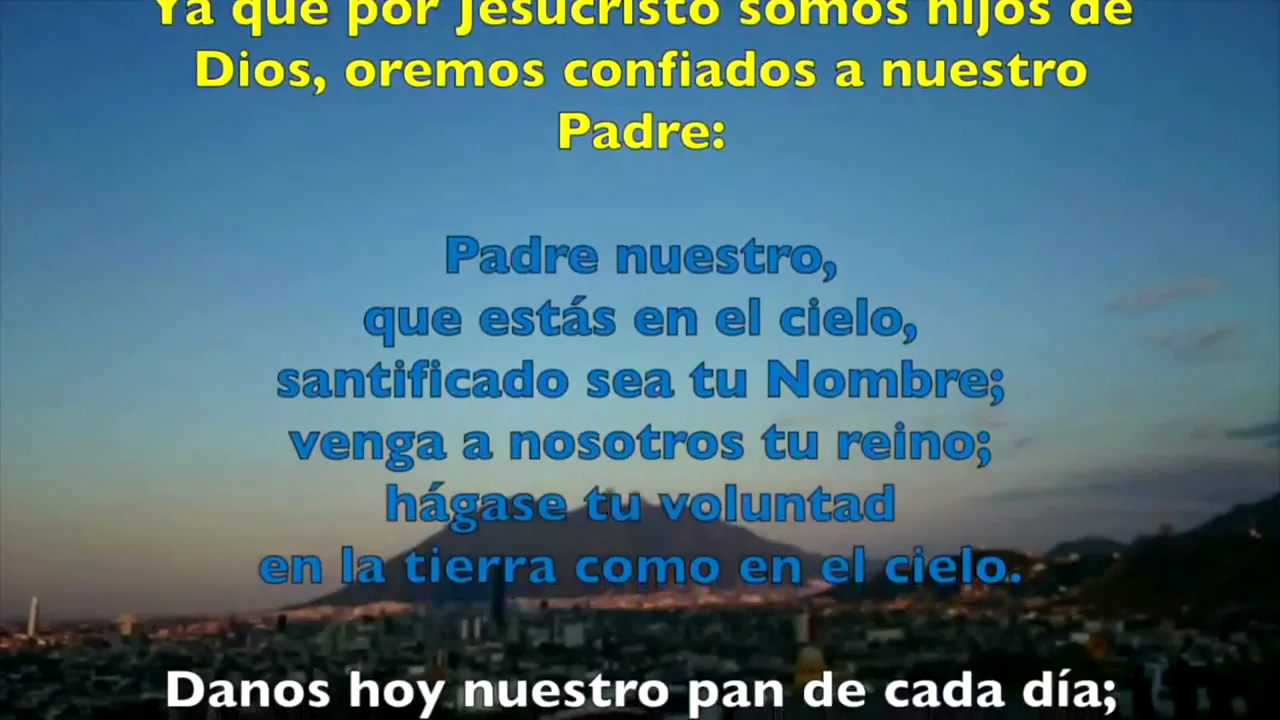 Ya que por Jesucristo somos hijos de
Dios, oremos confiados a nuestro
Padre:
Padre nuestro,
que estás en el cielo,
santificado sea tu Nombre;
venga a nosotros tu reino;
hágase tu voluntad
en la tierra como en el cielo.
Danos hoy nuestro pan de cada día;